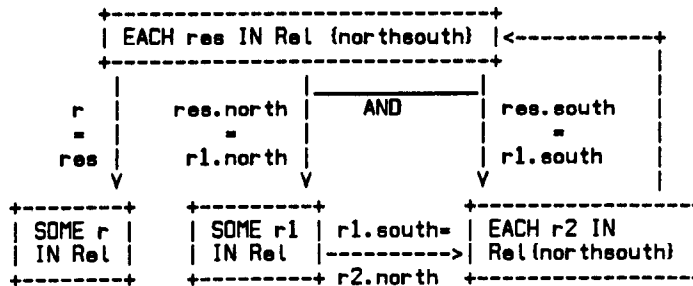 EACH res IN Rel {northsouth}
r
=
res
res.north
=
r1.north
AND
res.south
=
r1.south
SOME r
IN Rel
SOME r1
IN Rel
r1.south=
r2.north
EACH r2 IN
Rel{northsouth}